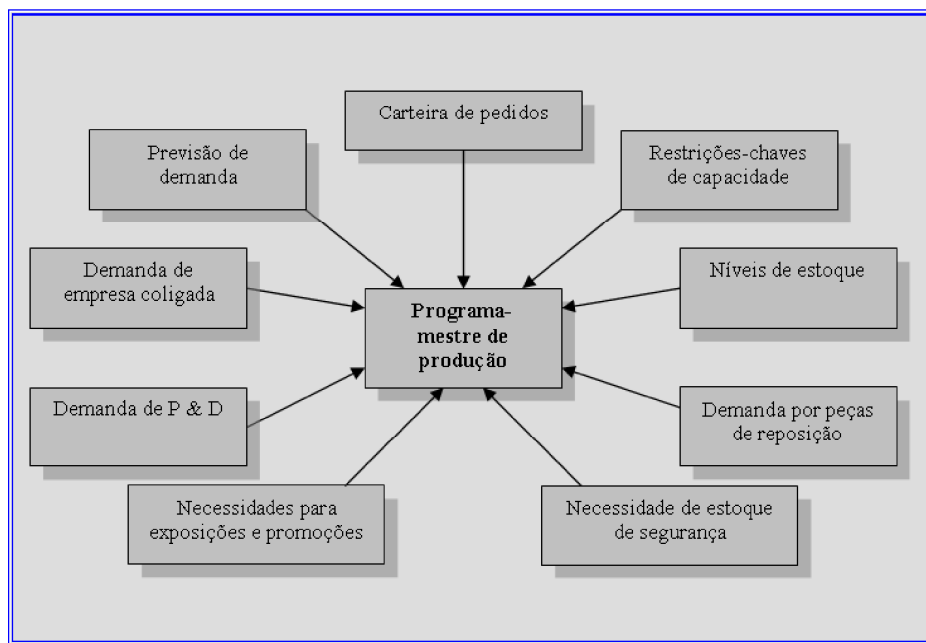 Carteira de pedidos
Previsão de
demanda
Restrições-chaves
de capacidade
Demanda de
empresa coligada
Níveis de estoque
Programa-
mestre de
produção
Demanda de P & D
Demanda por peças
de reposição
Necessidades para
exposições e promoções
Necessidade de estoque
de segurança